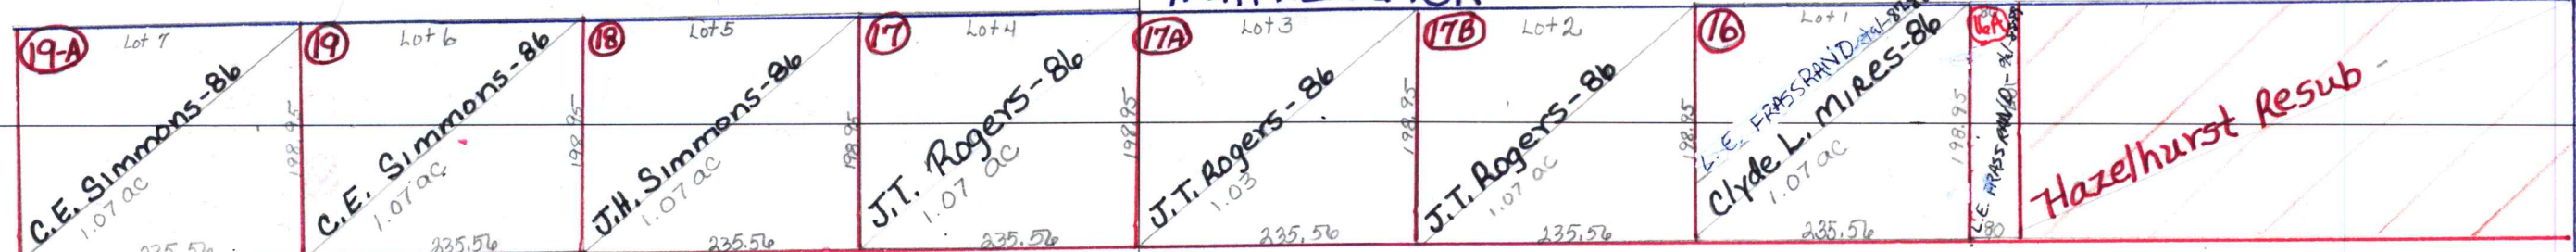 19-A
Lot 7
C.E. Simmons-86
1.07 ac
198.95
235.56
19
Lot 6
C.E. Simmons-86
1.07 ac.
198.95
235.56
18
Lot 5
J.H. Simmons-86
1.07 ac
198.95
235.56
17
Lot 4
J.T. Rogers-86
1.07 ac
198.95
235.56
17A
Lot 3
J.T. Rogers-86
1.03
198.95
235.56
17B
Lot 2
J.T. Rogers-86
1.07 ac
198.95
235.56
16
Lot 1
L.E. FRASSRAND etal
Clyde L. MIRES-86
1.07 ac
198.95
235.56
16A
L.E. FRASSRAND
80
Hazelhurst Resub